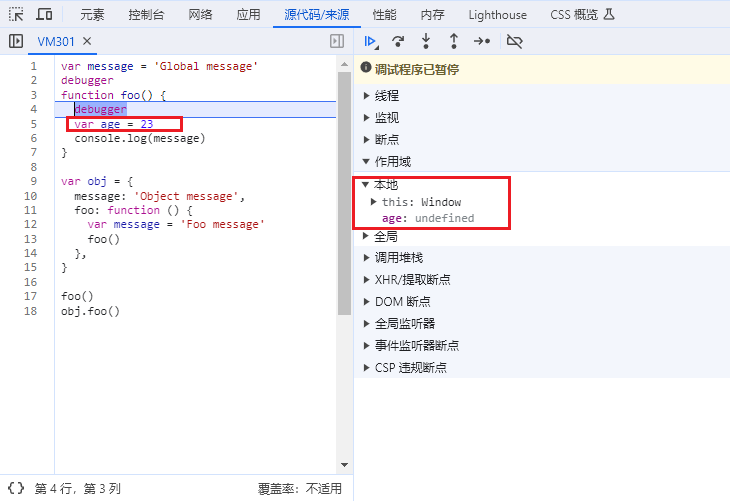 元素 控制台 网络 应用 源代码/来源 性能 内存 Lighthouse CSS 概览
VM301
1 var message = 'Global message'
2 debugger
3 function foo() {
4 debugger
5 var age = 23
6 console.log(message)
7 }
8
9 var obj = {
10 message: 'Object message',
11 foo: function () {
12 var message = 'Foo message'
13 foo()
14 },
15 }
16
17 foo()
18 obj.foo()
{} 第 4 行，第 3 列 覆盖率: 不适用
调试程序已暂停
线程
监视
断点
作用域
本地
this: Window
age: undefined
全局
调用堆栈
XHR/提取断点
DOM 断点
全局监听器
事件监听器断点
CSP 违规断点